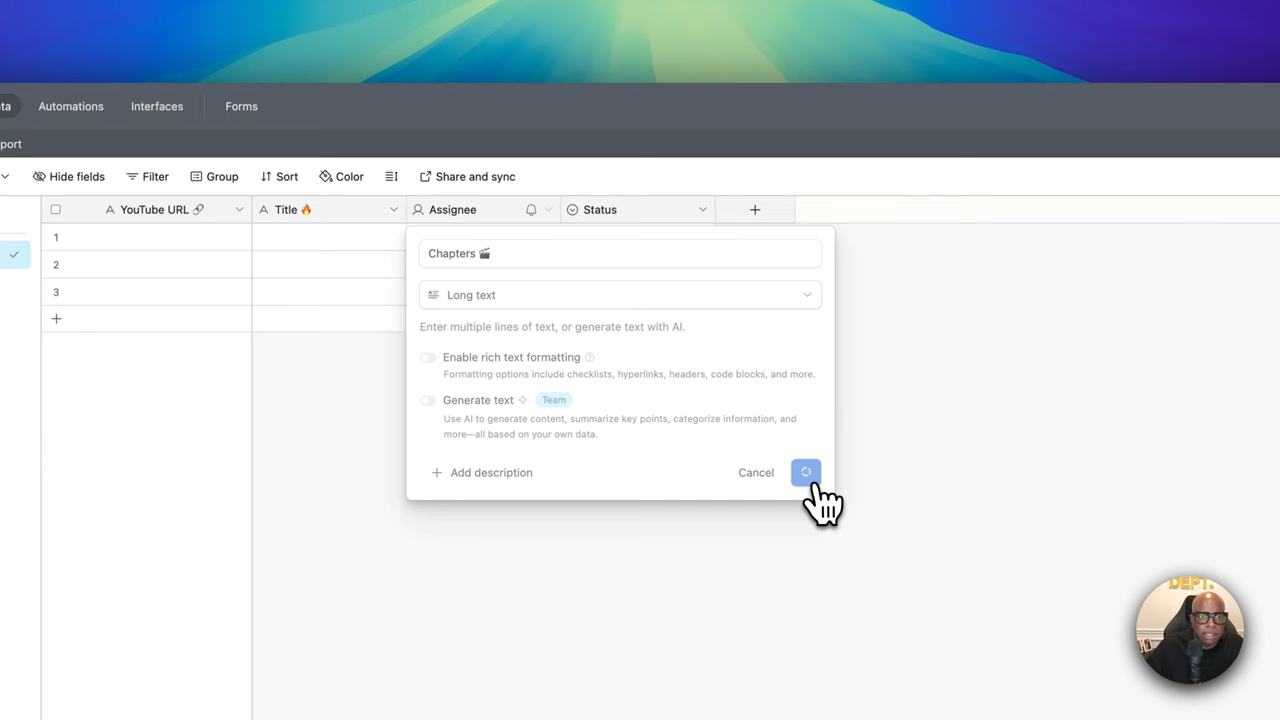 ta Automations Interfaces Forms
port
Hide fields Filter Group Sort Color Share and sync
YouTube URL 🔗 Title 🔥 Assignee Status
1
2
3
Chapters 🎬
Long text
Enter multiple lines of text, or generate text with AI.
Enable rich text formatting
Formatting options include checklists, hyperlinks, headers, code blocks, and more.
Generate text Team
Use AI to generate content, summarize key points, categorize information, and
more—all based on your own data.
Add description Cancel
DEPT.